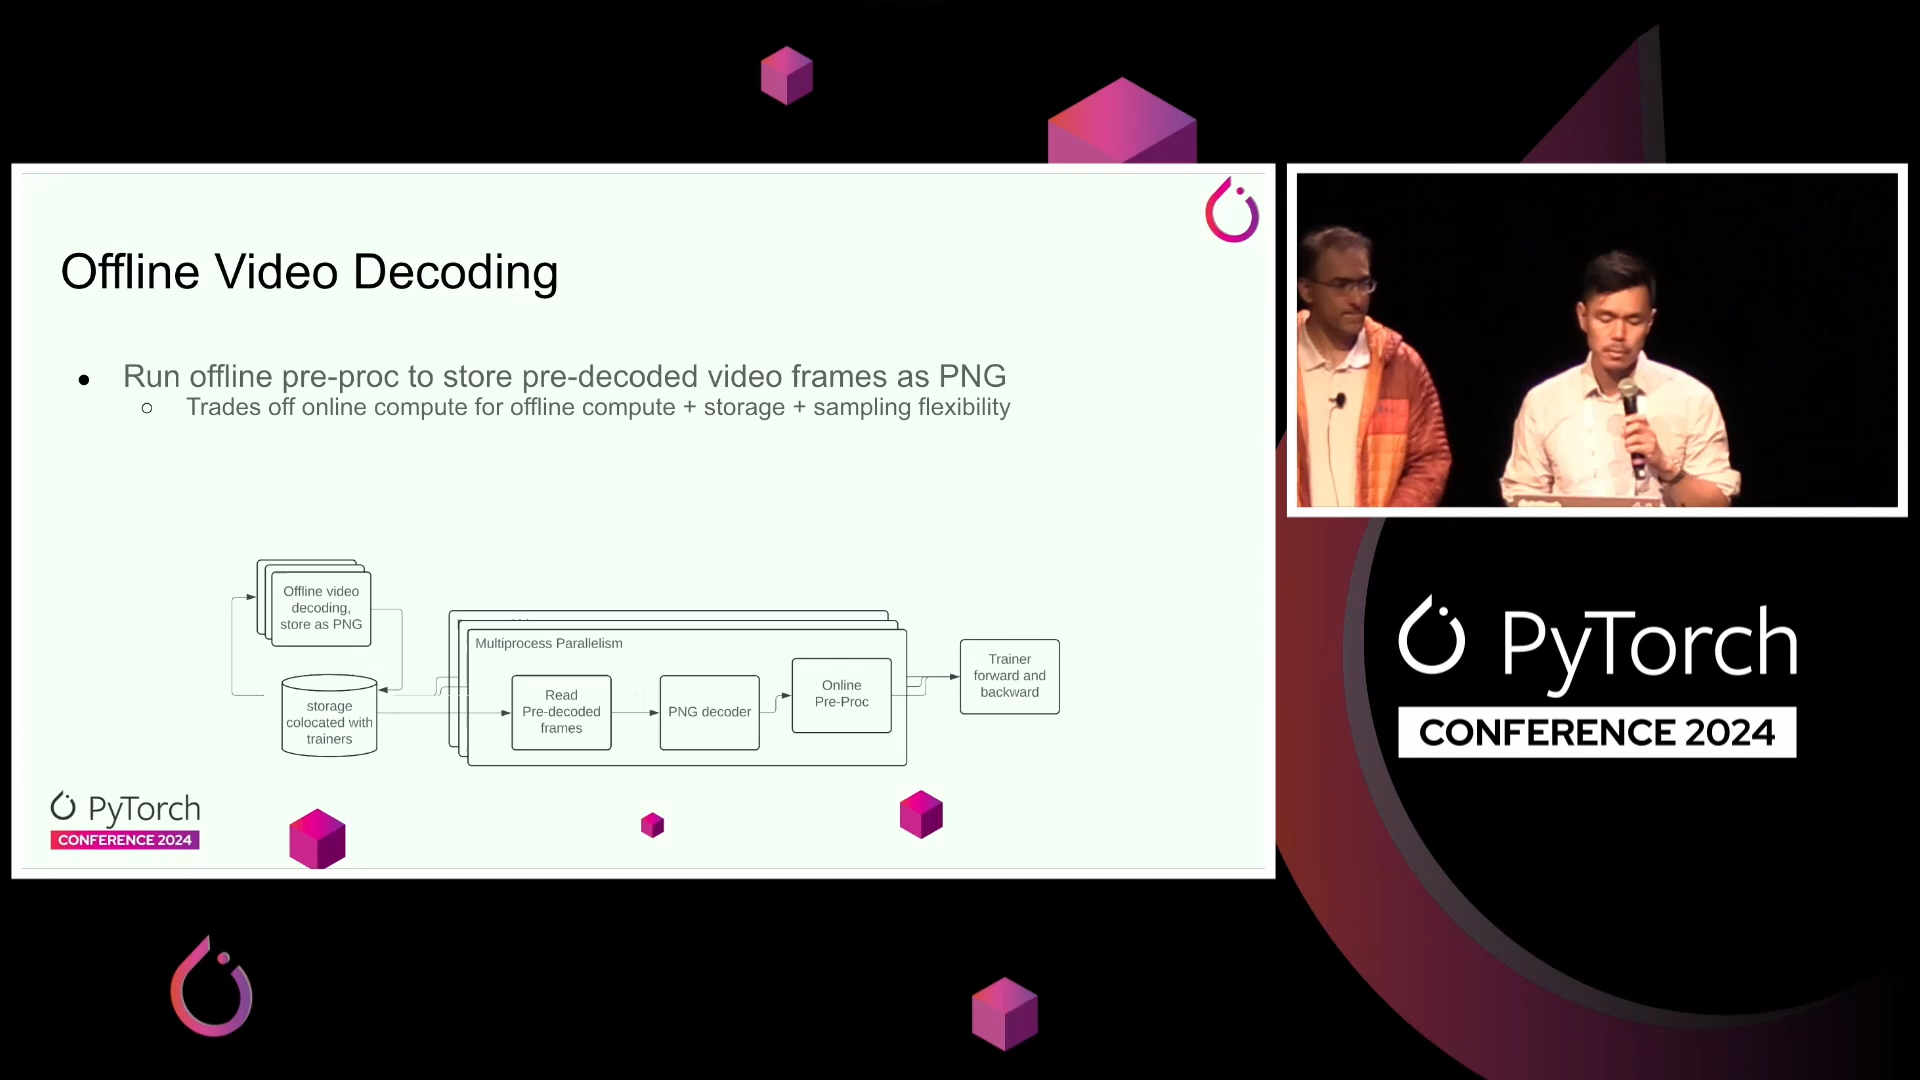 Offline Video Decoding
Run offline pre-proc to store pre-decoded video frames as PNG
Trades off online compute for offline compute + storage + sampling flexibility
Offline video
decoding,
store as PNG
storage
colocated with
trainers
Multiprocess Parallelism
Read
Pre-decoded
frames
PNG decoder
Online
Pre-Proc
Trainer
forward and
backward
PyTorch
CONFERENCE 2024
PyTorch
CONFERENCE 2024